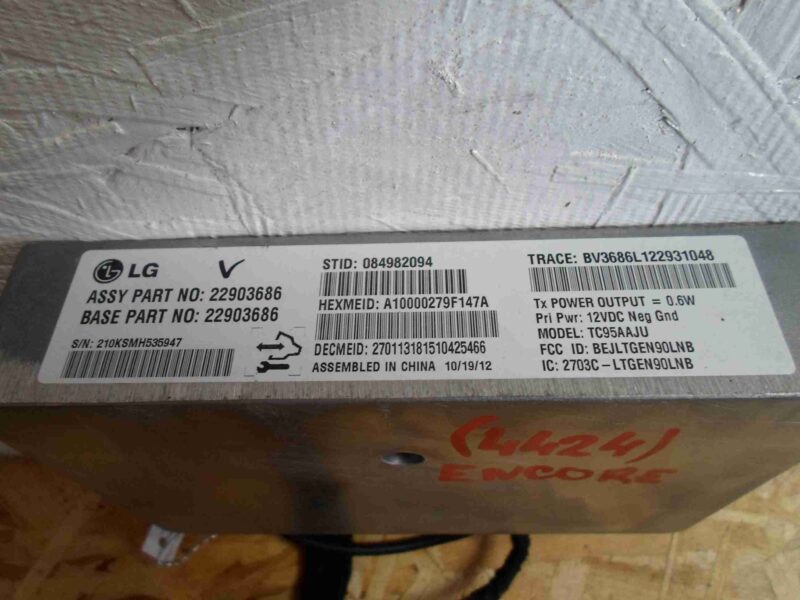 LG
ASSY PART NO: 22903686
BASE PART NO: 22903686
S/N: 210KSMH535947
STID: 084982094
HEXMEID: A10000279F147A
DECMEID: 270113181510425466
ASSEMBLED IN CHINA 10/19/12
TRACE: BV3686L122931048
Tx POWER OUTPUT = 0.6W
Pri Pwr: 12VDC Neg Gnd
MODEL: TC95AAJU
FCC ID: BEJLTGEN90LNB
IC: 2703C-LTGEN90LNB
(4424)
ENCORE